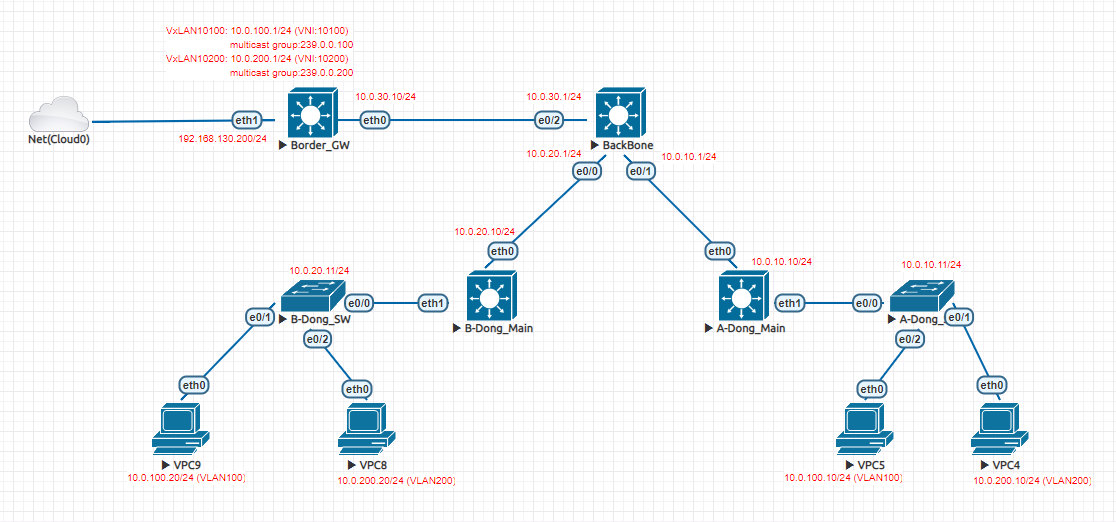 VxLAN10100: 10.0.100.1/24 (VNI:10100)
multicast group:239.0.0.100
VxLAN10200: 10.0.200.1/24 (VNI:10200)
multicast group:239.0.0.200
10.0.30.10/24
10.0.30.1/24
eth1
eth0
e0/2
Net(Cloud0)
192.168.130.200/24
Border_GW
BackBone
10.0.20.1/24
10.0.10.1/24
e0/0
e0/1
10.0.20.10/24
eth0
eth0
10.0.10.10/24
10.0.20.11/24
10.0.10.11/24
e0/0
eth1
eth1
e0/0
e0/1
B-Dong_SW
B-Dong_Main
A-Dong_Main
A-Dong_
e0/1
e0/2
e0/2
eth0
eth0
eth0
eth0
VPC9
VPC8
VPC5
VPC4
10.0.100.20/24 (VLAN100)
10.0.200.20/24 (VLAN200)
10.0.100.10/24 (VLAN100)
10.0.200.10/24 (VLAN200)